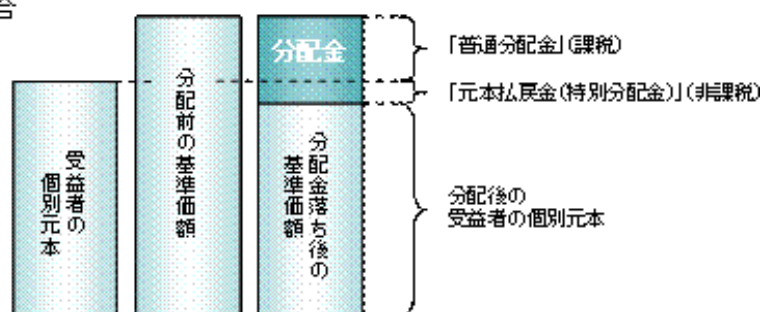 合
受益者の
個別元本
分配前の基準価額
分配金
分配金落ち後の
基準価額
「普通分配金」(課税)
「元本払戻金(特別分配金)」(非課税)
分配後の
受益者の個別元本